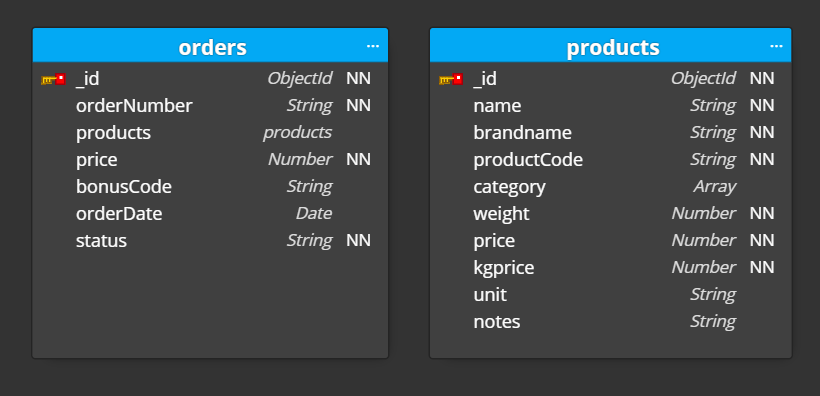 orders ...
_id ObjectId NN
orderNumber String NN
products products
price Number NN
bonusCode String
orderDate Date
status String NN
products ...
_id ObjectId NN
name String NN
brandname String NN
productCode String NN
category Array
weight Number NN
price Number NN
kgprice Number NN
unit String
notes String